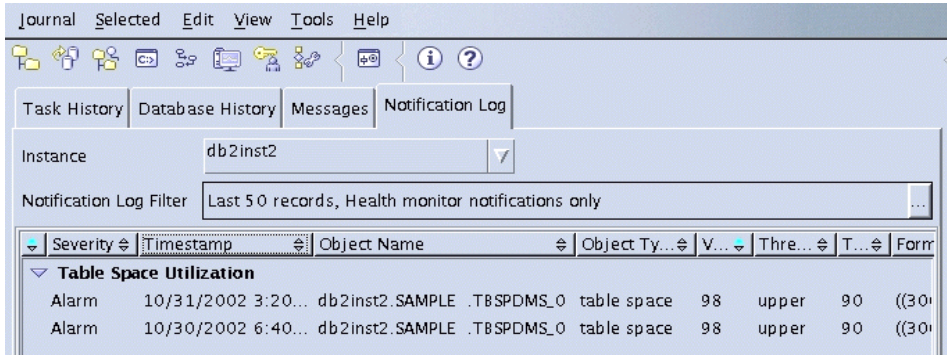 Journal Selected Edit View Tools Help
Task History Database History Messages Notification Log
Instance db2inst2
Notification Log Filter Last 50 records, Health monitor notifications only ...
Severity Timestamp Object Name Object Ty... V... Thre... T... Form
Table Space Utilization
Alarm 10/31/2002 3:20... db2inst2.SAMPLE .TBSPDMS_0 table space 98 upper 90 ((30
Alarm 10/30/2002 6:40... db2inst2.SAMPLE .TBSPDMS_0 table space 98 upper 90 ((30